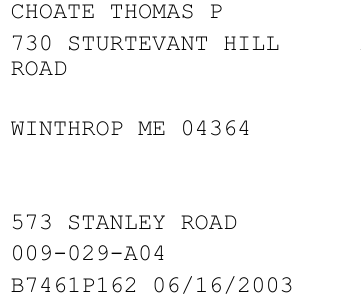 CHOATE THOMAS P
730 STURTEVANT HILL
ROAD
WINTHROP ME 04364
573 STANLEY ROAD
009-029-A04
B7461P162 06/16/2003